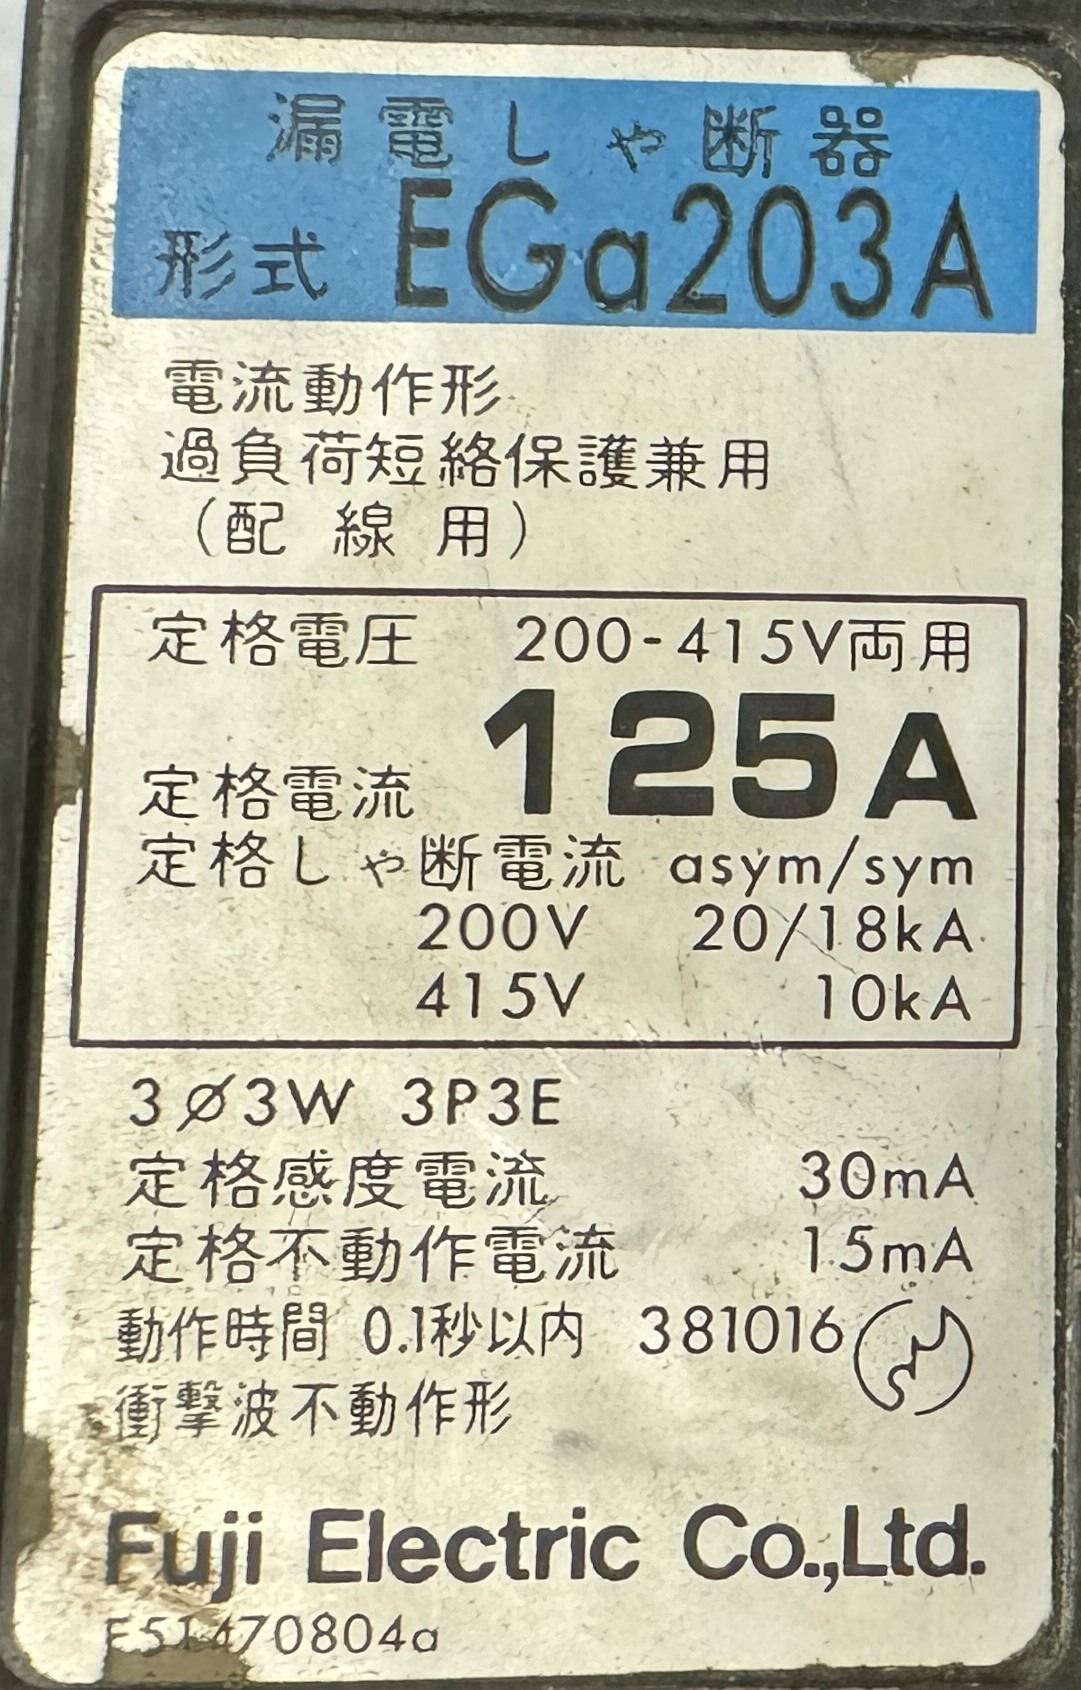 漏電しゃ断器
形式 EGa203A
電流動作形
過負荷短絡保護兼用
(配線用)
定格電圧 200-415V両用
定格電流 125A
定格しゃ断電流 asym/sym
200V 20/18kA
415V 10kA
3ø3W 3P3E
定格感度電流 30mA
定格不動作電流 15mA
動作時間 0.1秒以内 381016
衝撃波不動作形
Fuji Electric Co.,Ltd.